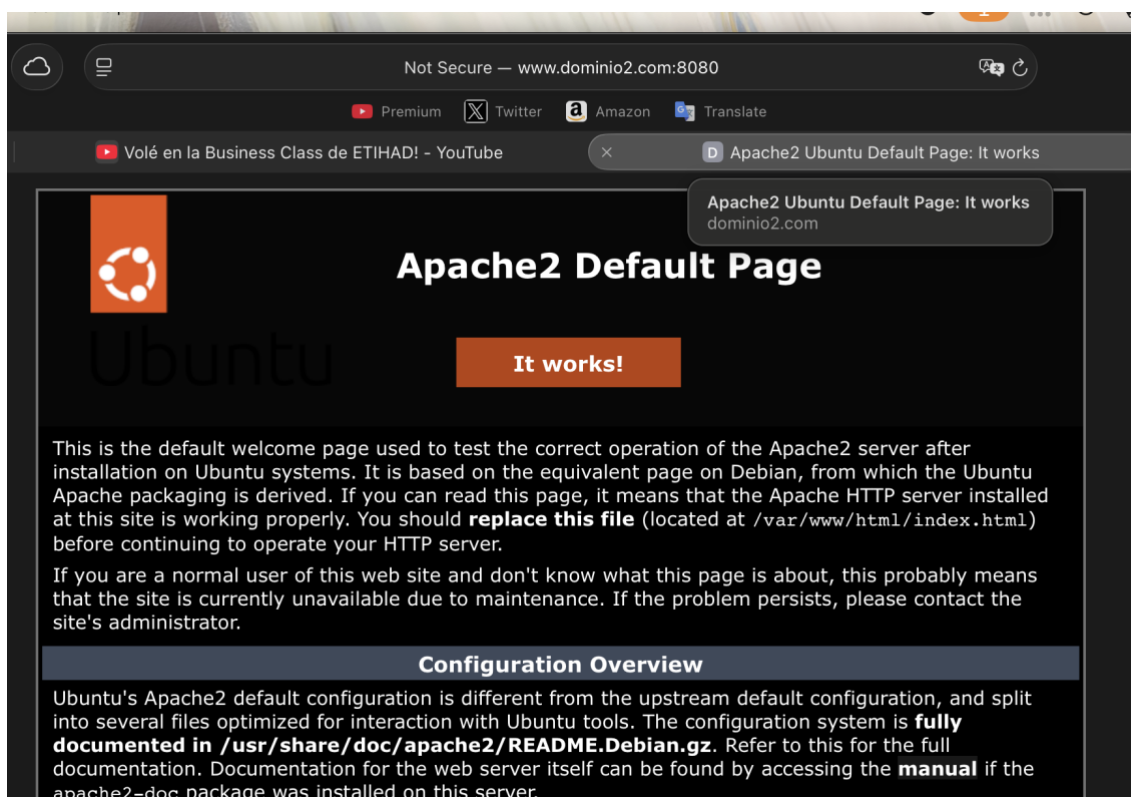 Not Secure — www.dominio2.com:8080
Premium Twitter Amazon Translate
Volé en la Business Class de ETIHAD! - YouTube
D Apache2 Ubuntu Default Page: It works
Apache2 Ubuntu Default Page: It works
dominio2.com
Apache2 Default Page
Ubuntu
It works!
This is the default welcome page used to test the correct operation of the Apache2 server after
installation on Ubuntu systems. It is based on the equivalent page on Debian, from which the Ubuntu
Apache packaging is derived. If you can read this page, it means that the Apache HTTP server installed
at this site is working properly. You should replace this file (located at /var/www/html/index.html)
before continuing to operate your HTTP server.
If you are a normal user of this web site and don't know what this page is about, this probably means
that the site is currently unavailable due to maintenance. If the problem persists, please contact the
site's administrator.
Configuration Overview
Ubuntu's Apache2 default configuration is different from the upstream default configuration, and split
into several files optimized for interaction with Ubuntu tools. The configuration system is fully
documented in /usr/share/doc/apache2/README.Debian.gz. Refer to this for the full
documentation. Documentation for the web server itself can be found by accessing the manual if the
apache2-doc package was installed on this server.